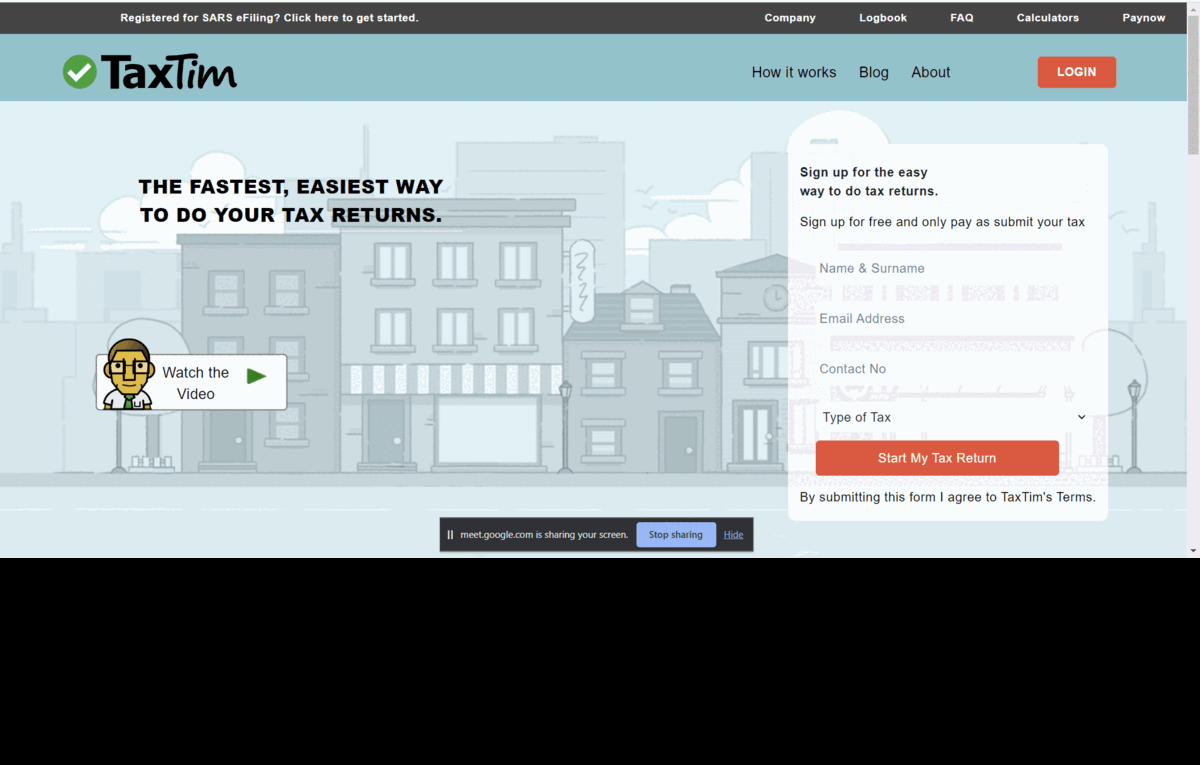 Registered for SARS eFiling? Click here to get started.
Company
Logbook
FAQ
Calculators
Paynow
TaxTim
How it works
Blog
About
LOGIN
THE FASTEST, EASIEST WAY
TO DO YOUR TAX RETURNS.
Watch the
Video
Sign up for the easy
way to do tax returns.
Sign up for free and only pay as submit your tax
Name & Surname
Email Address
Contact No
Type of Tax
Start My Tax Return
By submitting this form I agree to TaxTim's Terms.
meet.google.com is sharing your screen.
Stop sharing
Hide